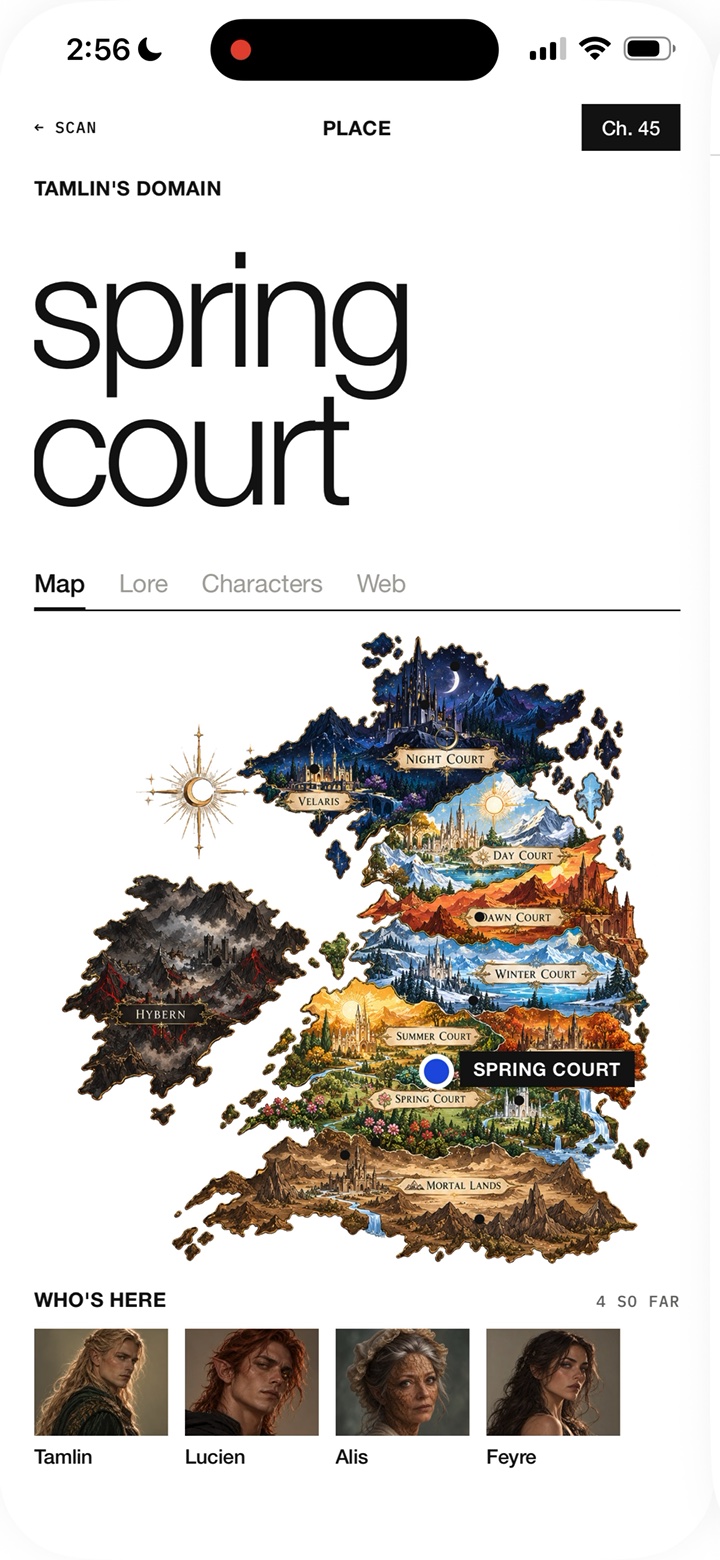 2:56
← SCAN
PLACE
Ch. 45
TAMLIN'S DOMAIN
spring
court
Map
Lore
Characters
Web
NIGHT COURT
VELARIS
DAY COURT
DAWN COURT
WINTER COURT
HYBERN
SUMMER COURT
SPRING COURT
SPRING COURT
MORTAL LANDS
WHO'S HERE
4 SO FAR
Tamlin
Lucien
Alis
Feyre